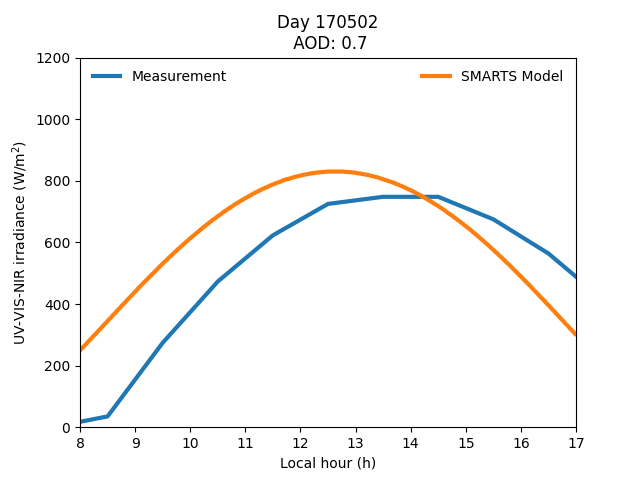 Day 170502
AOD: 0.7
Measurement
SMARTS Model
UV-VIS-NIR irradiance (W/m²)
1200
1000
800
600
400
200
0
8 9 10 11 12 13 14 15 16 17
Local hour (h)